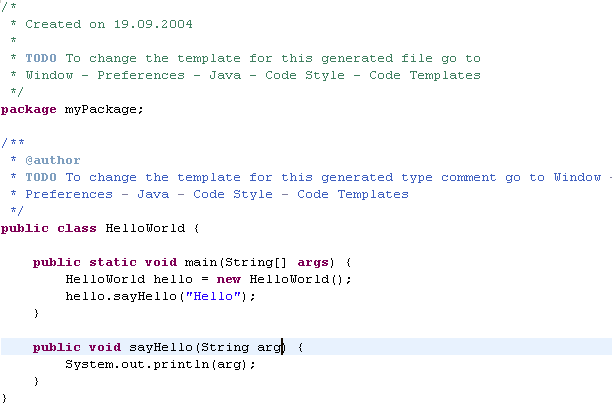 /*
 * Created on 19.09.2004
 *
 * TODO To change the template for this generated file go to
 * Window - Preferences - Java - Code Style - Code Templates
 */
package myPackage;

/**
 * @author
 * TODO To change the template for this generated type comment go to Window -
 * Preferences - Java - Code Style - Code Templates
 */
public class HelloWorld {

    public static void main(String[] args) {
        HelloWorld hello = new HelloWorld();
        hello.sayHello("Hello");
    }

    public void sayHello(String arg) {
        System.out.println(arg);
    }
}